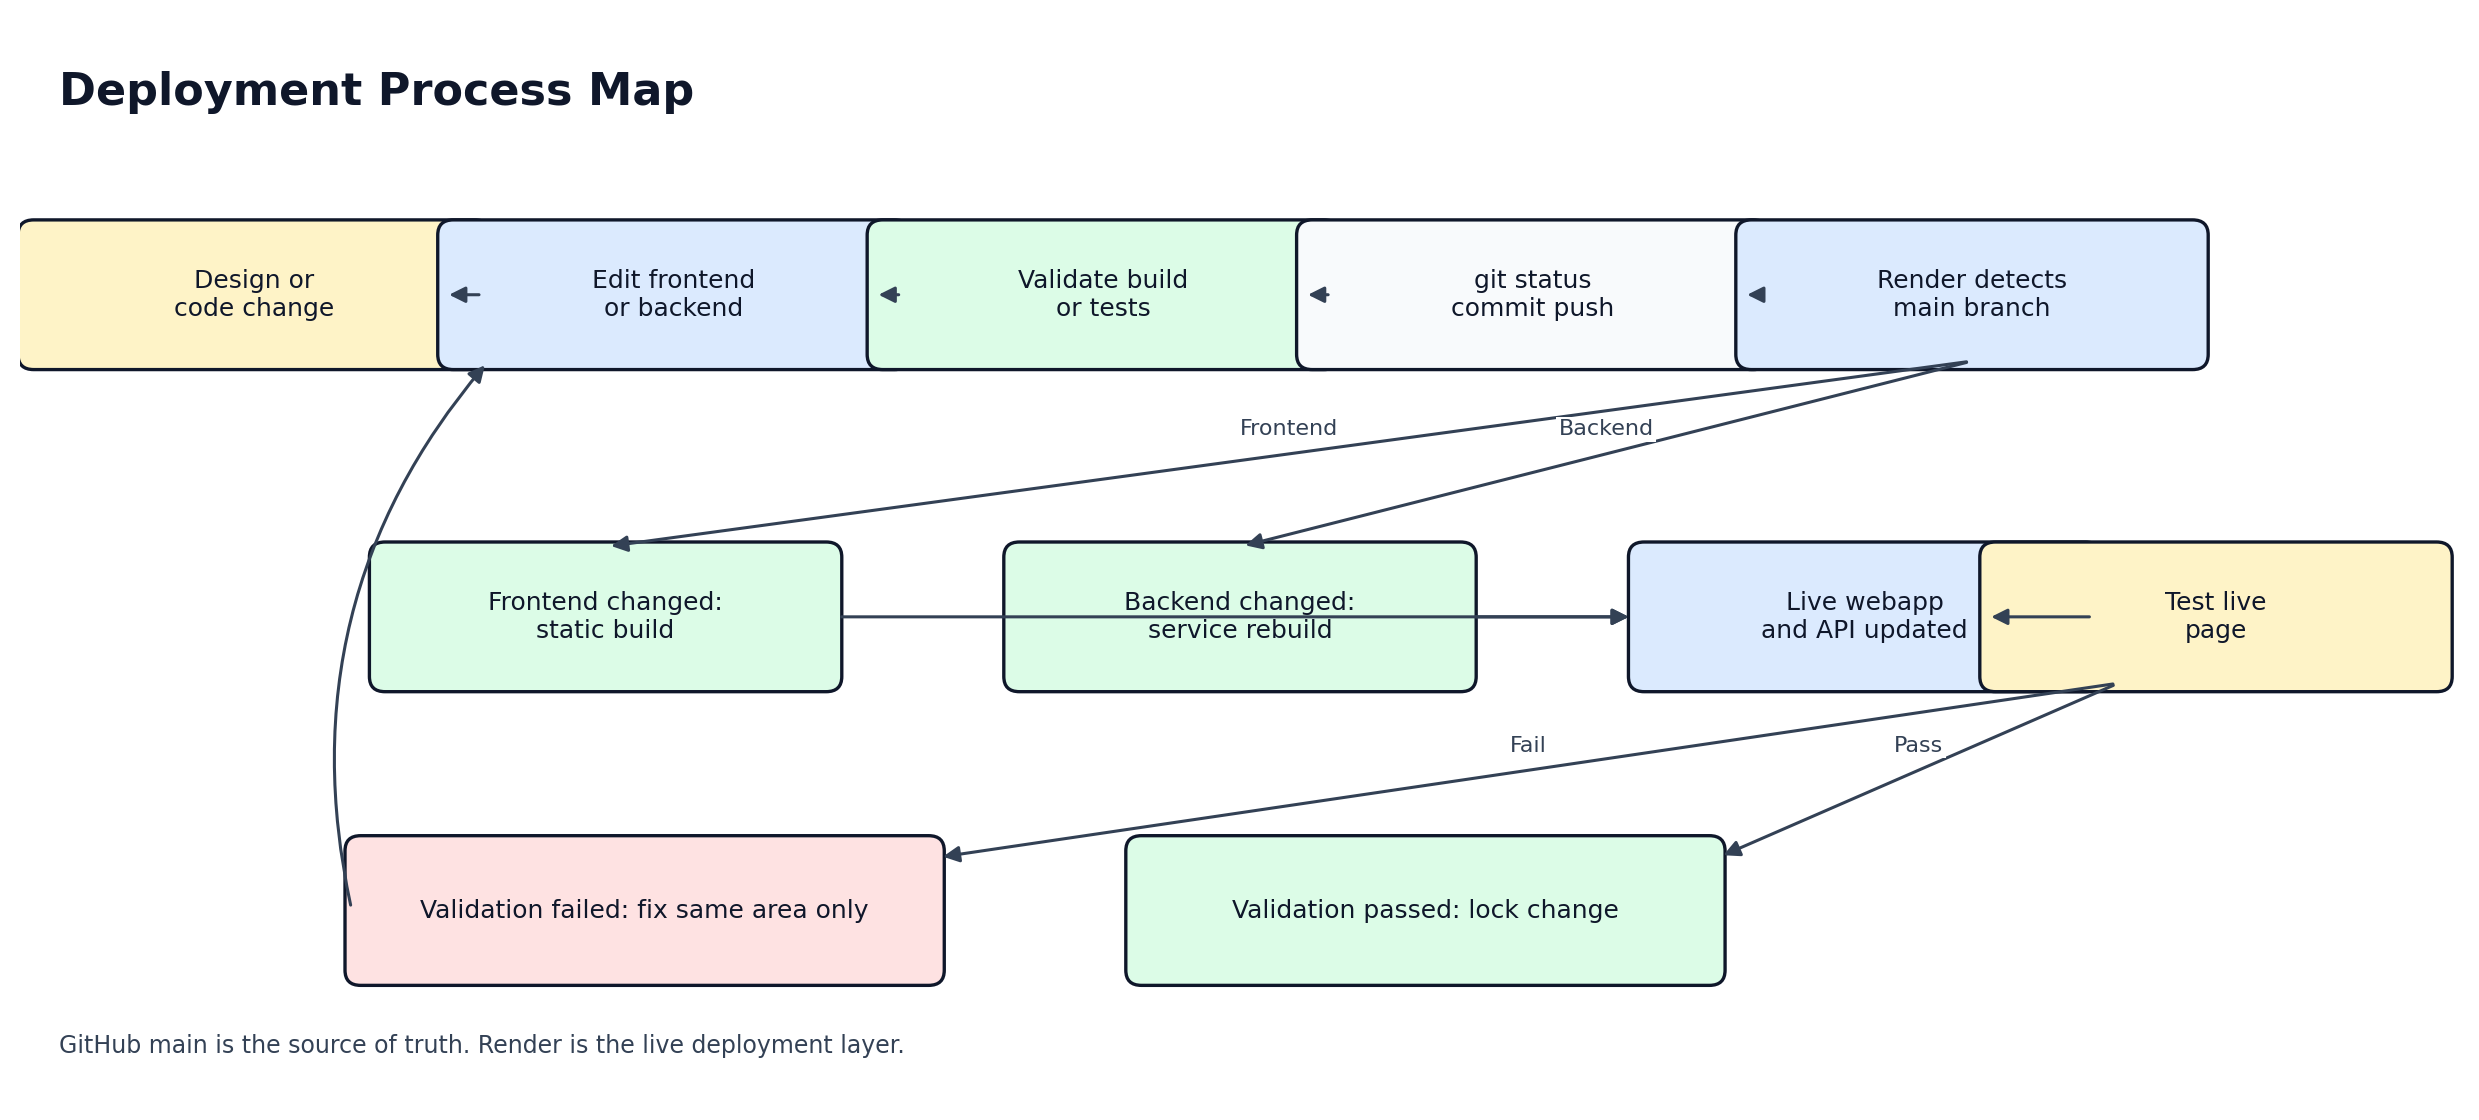 Deployment Process Map
Design or
code change
Edit frontend
or backend
Validate build
or tests
git status
commit push
Render detects
main branch
Frontend
Backend
Frontend changed:
static build
Backend changed:
service rebuild
Live webapp
and API updated
Test live
page
Fail
Pass
Validation failed: fix same area only
Validation passed: lock change
GitHub main is the source of truth. Render is the live deployment layer.